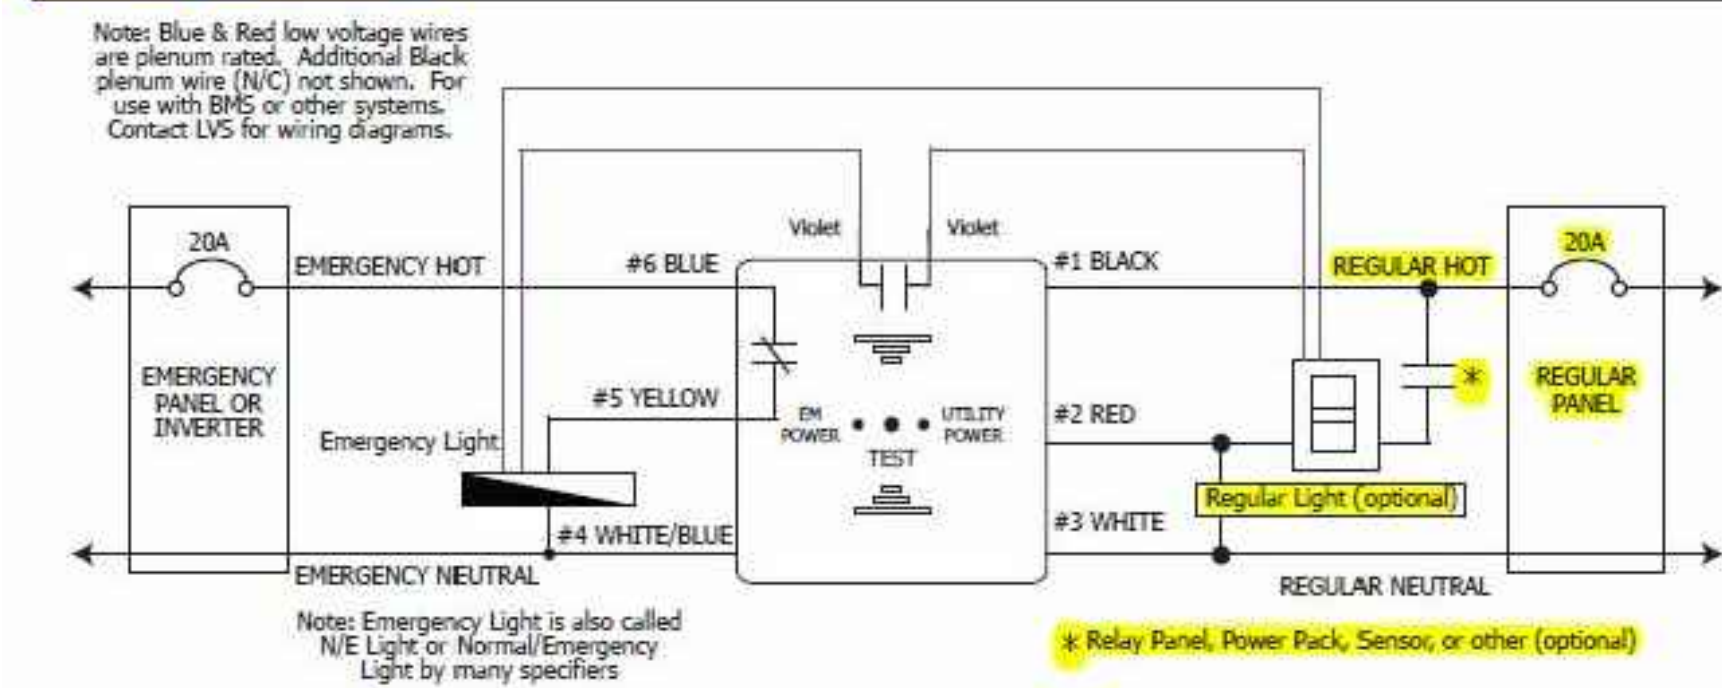 Note: Blue & Red low voltage wires
are plenum rated. Additional Black
plenum wire (N/C) not shown. For
use with BMS or other systems.
Contact LVS for wiring diagrams.
Violet
Violet
20A
EMERGENCY HOT
#6 BLUE
#1 BLACK
REGULAR HOT
20A
EMERGENCY
PANEL OR
INVERTER
#5 YELLOW
EM
POWER
UTILITY
POWER
TEST
#2 RED
*
REGULAR
PANEL
Emergency Light
Regular Light (optional)
#4 WHITE/BLUE
#3 WHITE
EMERGENCY NEUTRAL
REGULAR NEUTRAL
Note: Emergency Light is also called
N/E Light or Normal/Emergency
Light by many specifiers
* Relay Panel, Power Pack, Sensor, or other (optional)